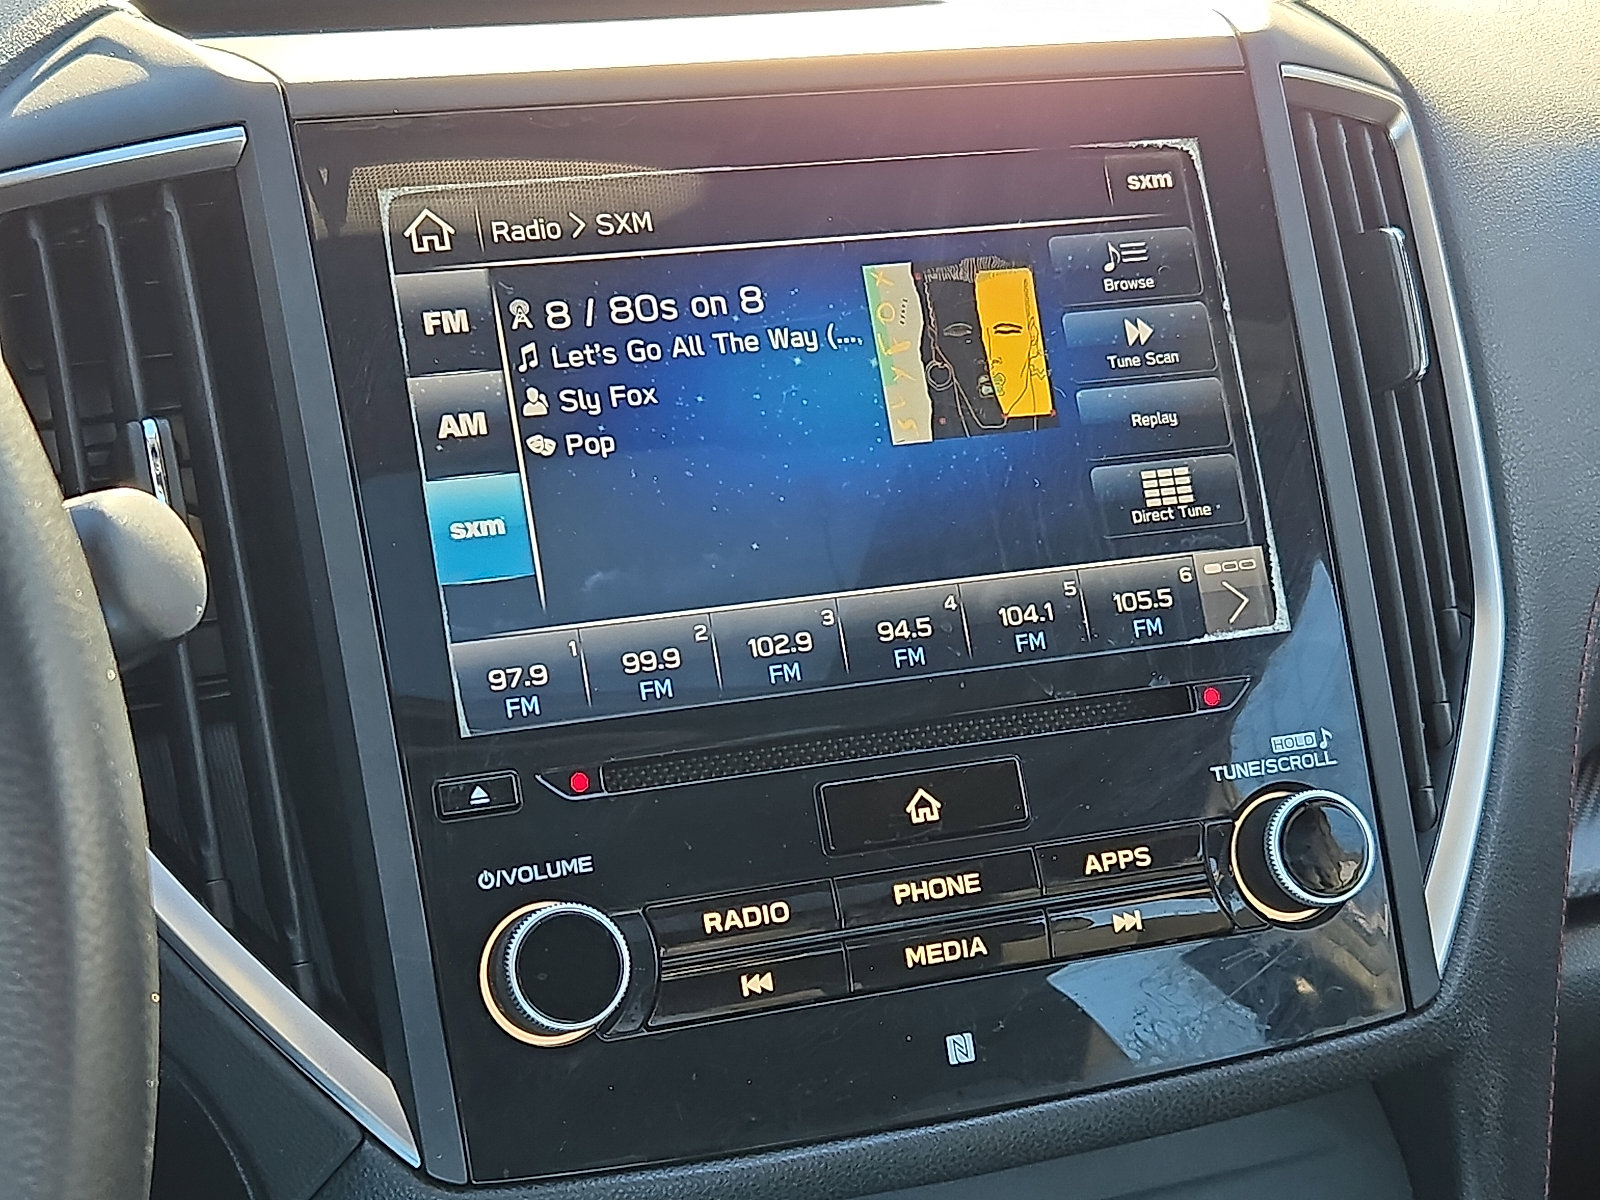 Radio > SXM
sxm
FM
AM
sxm
8 / 80s on 8
Let's Go All The Way (...
Sly Fox
Pop
SLY FOX
Browse
Tune Scan
Replay
Direct Tune
1
97.9
FM
2
99.9
FM
3
102.9
FM
4
94.5
FM
5
104.1
FM
6
105.5
FM
HOLD
TUNE/SCROLL
/VOLUME
RADIO
PHONE
APPS
MEDIA
N